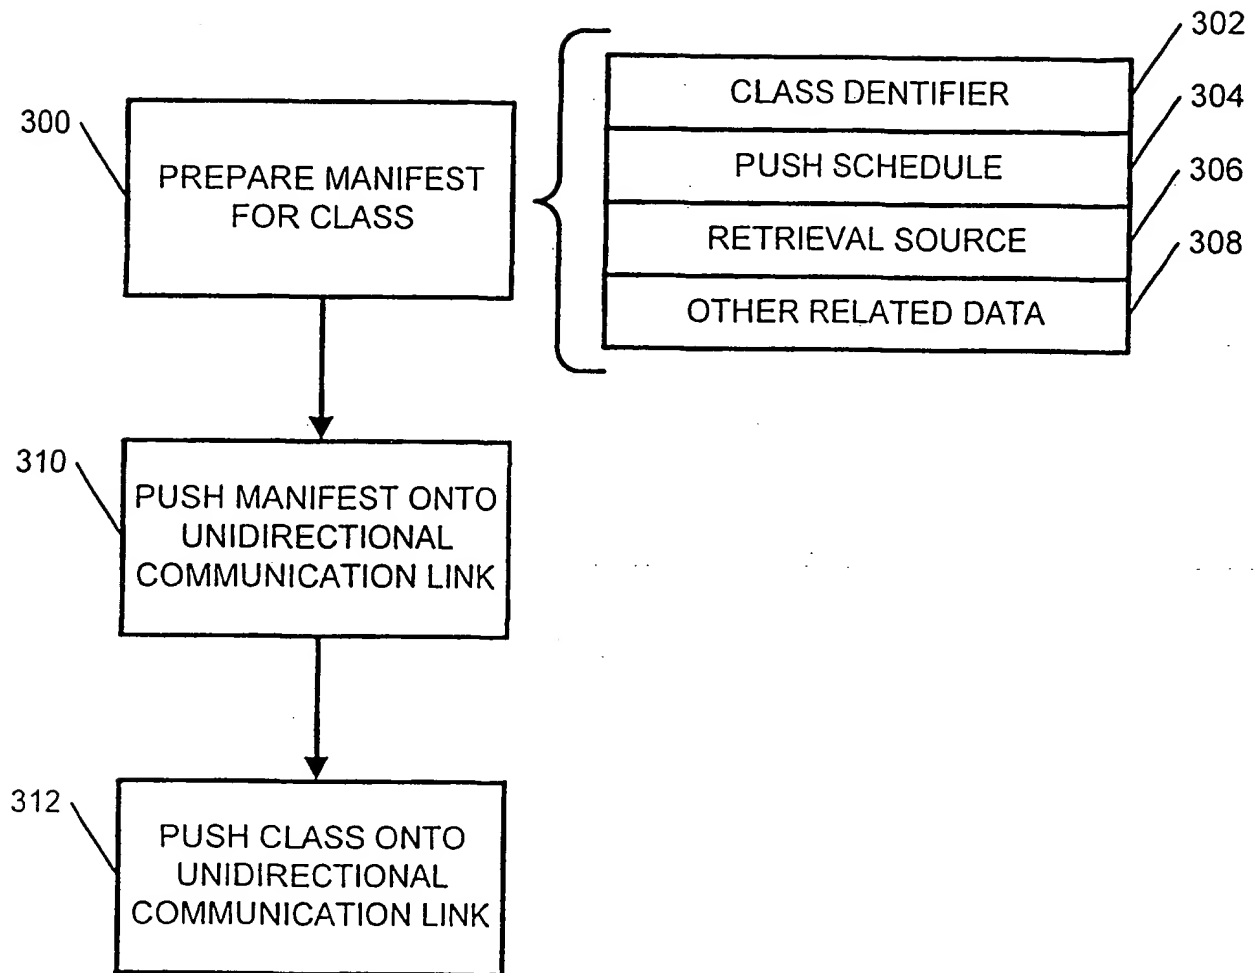 302
CLASS DENTIFIER
304
300
PREPARE MANIFEST
FOR CLASS
PUSH SCHEDULE
306
RETRIEVAL SOURCE
308
OTHER RELATED DATA
310
PUSH MANIFEST ONTO
UNIDIRECTIONAL
COMMUNICATION LINK
312
PUSH CLASS ONTO
UNIDIRECTIONAL
COMMUNICATION LINK